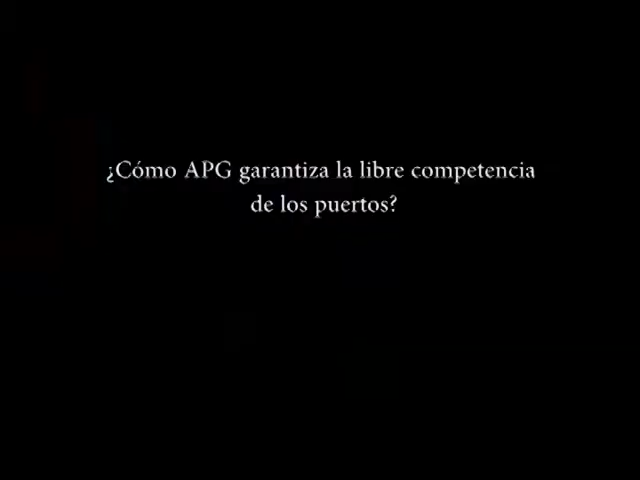 ¿Cómo APG garantiza la libre competencia
de los puertos?